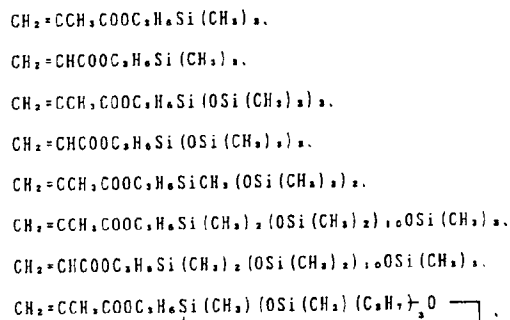 CH₂=CCH₃COOC₃H₆Si(CH₃)₃、
CH₂=CHCOOC₃H₆Si(CH₃)₃、
CH₂=CCH₃COOC₃H₆Si(OSi(CH₃)₃)₃、
CH₂=CHCOOC₃H₆Si(OSi(CH₃)₃)₃、
CH₂=CCH₃COOC₃H₆SiCH₃(OSi(CH₃)₃)₂、
CH₂=CCH₃COOC₃H₆Si(CH₃)₂(OSi(CH₃)₂)₁₀OSi(CH₃)₃、
CH₂=CHCOOC₃H₆Si(CH₃)₂(OSi(CH₃)₂)₁₀OSi(CH₃)₃、
CH₂=CCH₃COOC₃H₆Si(CH₃)(OSi(CH₃)(C₃H₇)₃O、